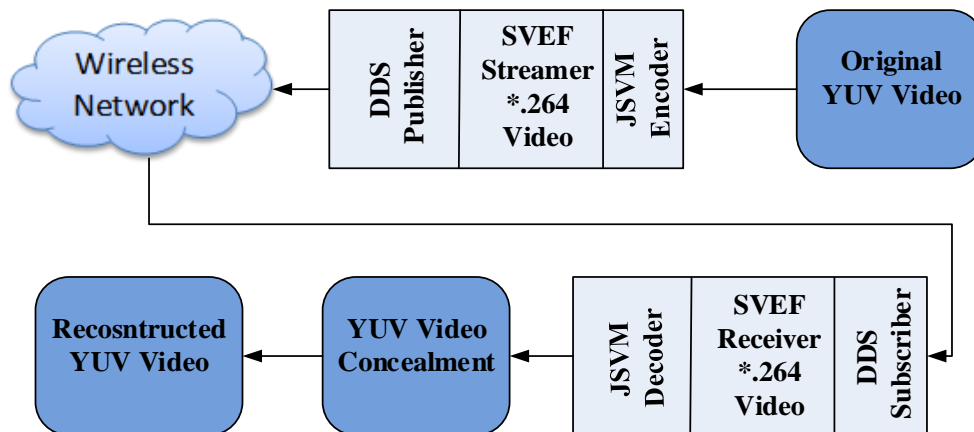 Wireless
Network
DDS
Publisher
SVEF
Streamer
*.264
Video
JSVM
Encoder
Original
YUV Video
Recosntructed
YUV Video
YUV Video
Concealment
JSVM
Decoder
SVEF
Receiver
*.264
Video
DDS
Subscriber